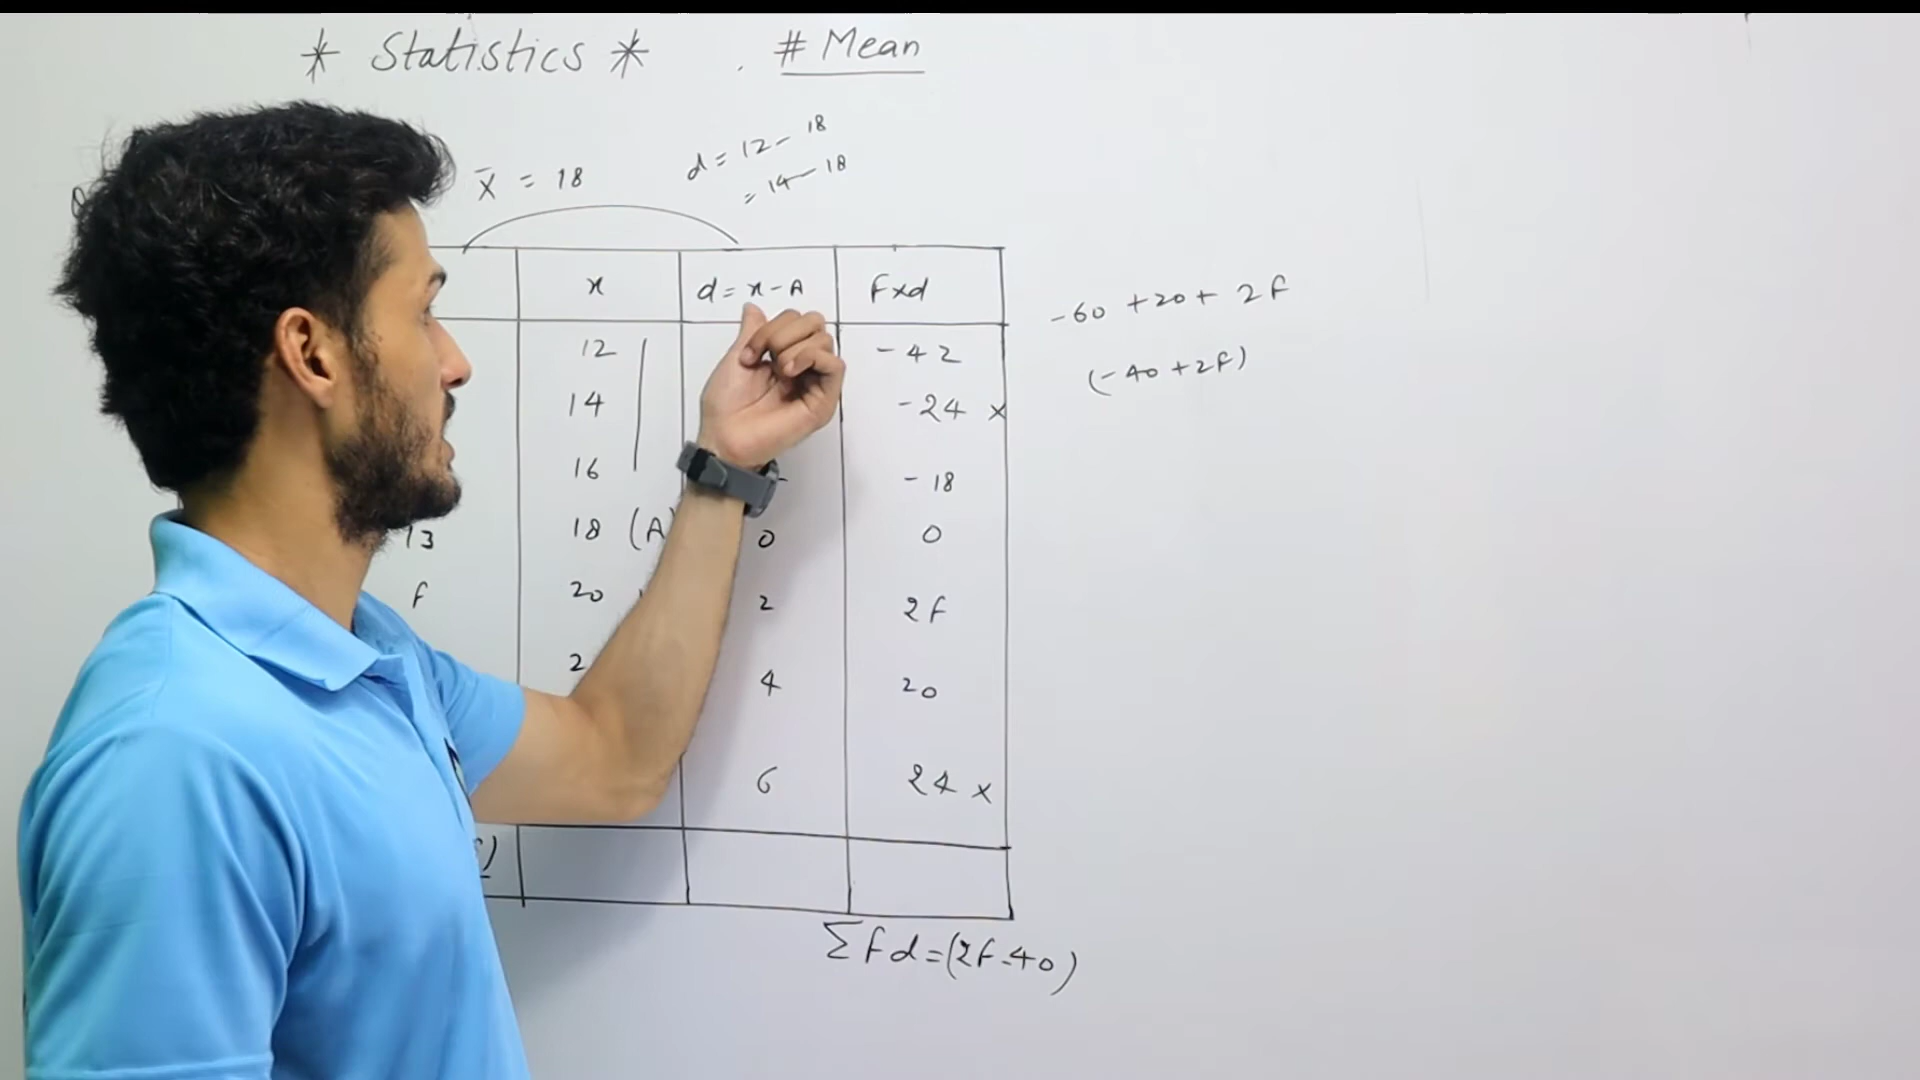 * Statistics * # Mean
x̄ = 18
d = 12 - 18
= 14 - 18
x d = x - A F x d
12 - 42
14 - 24 x
16 - 18
13 18 (A) 0 0
f 20 2 2f
2 4 20
6 24 x
Σ f d = (2f - 40)
- 60 + 20 + 2f
(- 40 + 2f)